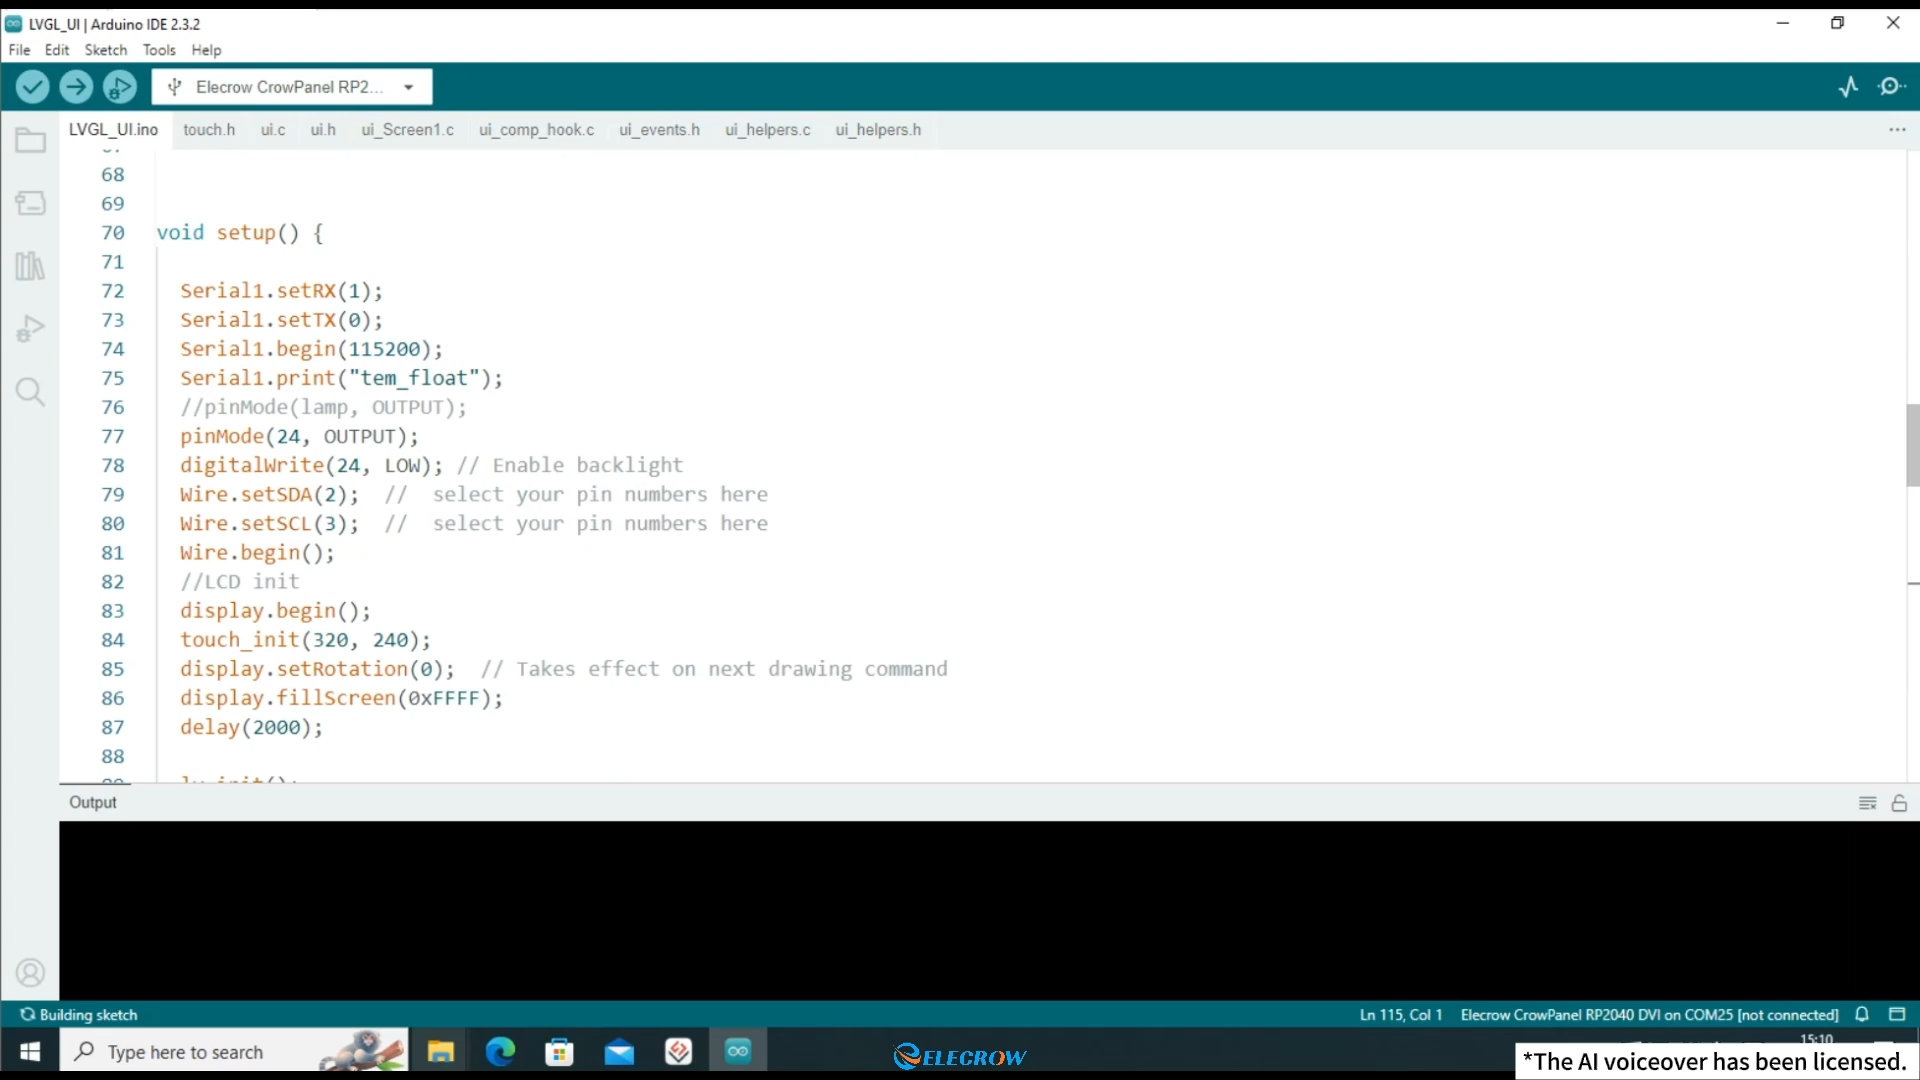 LVGL_UI | Arduino IDE 2.3.2
File Edit Sketch Tools Help
Elecrow CrowPanel RP2...
LVGL_UI.ino touch.h ui.c ui.h ui_Screen1.c ui_comp_hook.c ui_events.h ui_helpers.c ui_helpers.h
68
69
70 void setup() {
71
72 Serial1.setRX(1);
73 Serial1.setTX(0);
74 Serial1.begin(115200);
75 Serial1.print("tem_float");
76 //pinMode(lamp, OUTPUT);
77 pinMode(24, OUTPUT);
78 digitalWrite(24, LOW); // Enable backlight
79 Wire.setSDA(2); // select your pin numbers here
80 Wire.setSCL(3); // select your pin numbers here
81 Wire.begin();
82 //LCD init
83 display.begin();
84 touch_init(320, 240);
85 display.setRotation(0); // Takes effect on next drawing command
86 display.fillScreen(0xFFFF);
87 delay(2000);
88
Output
Building sketch Ln 115, Col 1 Elecrow CrowPanel RP2040 DVI on COM25 [not connected]
Type here to search
ELECROW
15:10
*The AI voiceover has been licensed.